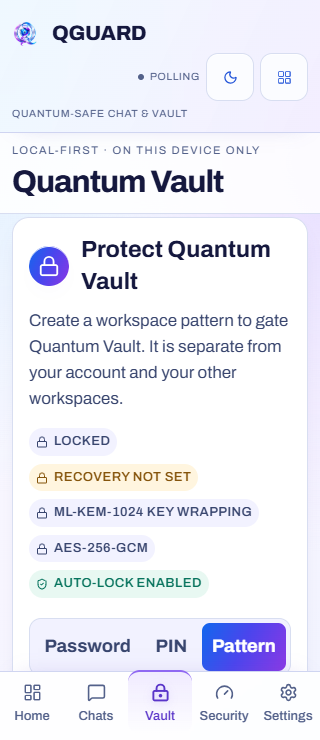 QGUARD
POLLING
QUANTUM-SAFE CHAT & VAULT
LOCAL-FIRST · ON THIS DEVICE ONLY
Quantum Vault
Protect Quantum
Vault
Create a workspace pattern to gate
Quantum Vault. It is separate from
your account and your other
workspaces.
LOCKED
RECOVERY NOT SET
ML-KEM-1024 KEY WRAPPING
AES-256-GCM
AUTO-LOCK ENABLED
Password PIN Pattern
Home Chats Vault Security Settings